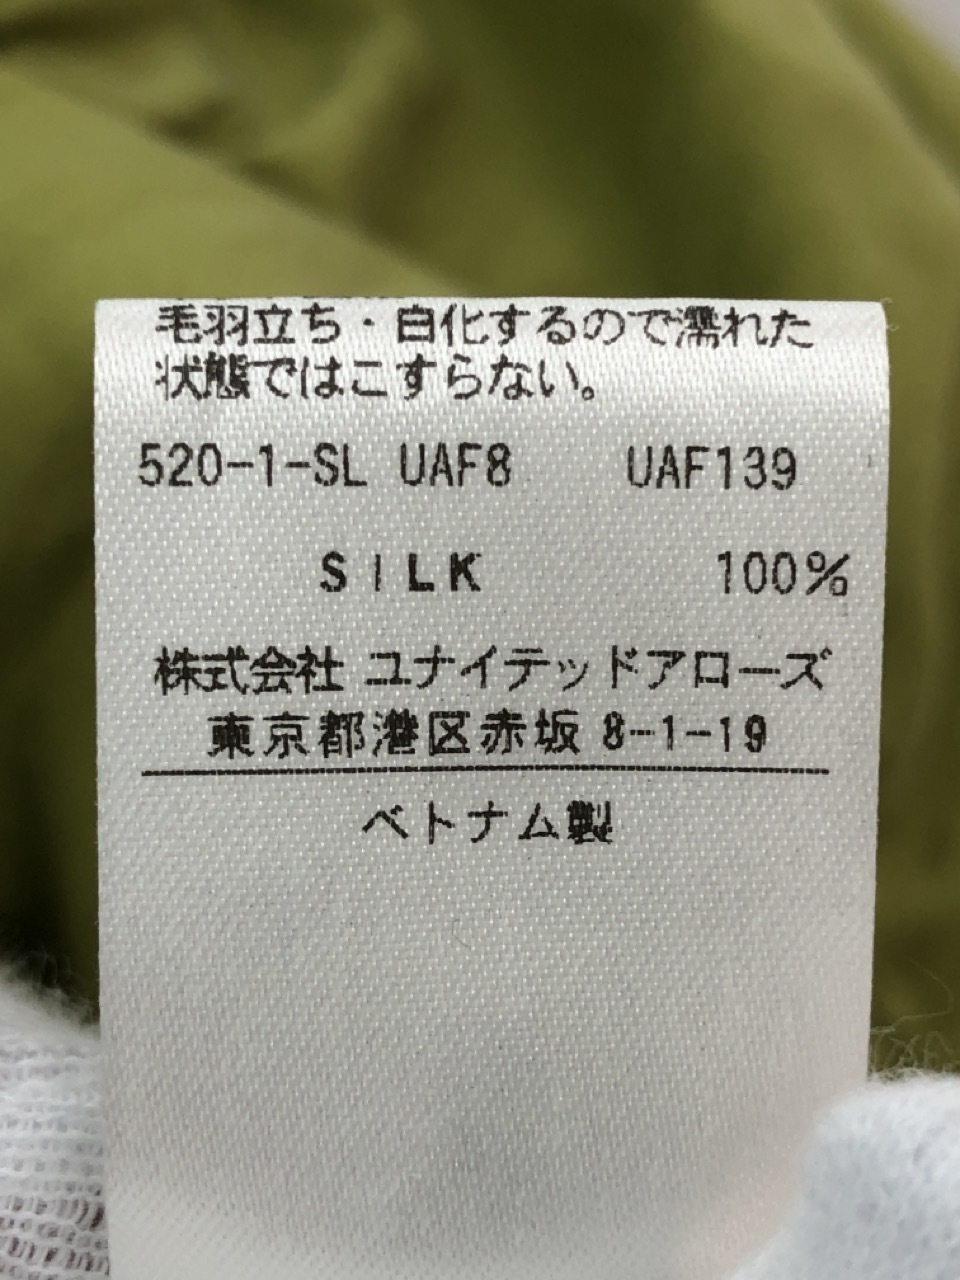 毛羽立ち・白化するので濡れた
状態ではこすらない。
520-1-SL UAF8 UAF139
SILK 100%
株式会社 ユナイテッドアローズ
東京都港区赤坂 8-1-19
ベトナム製